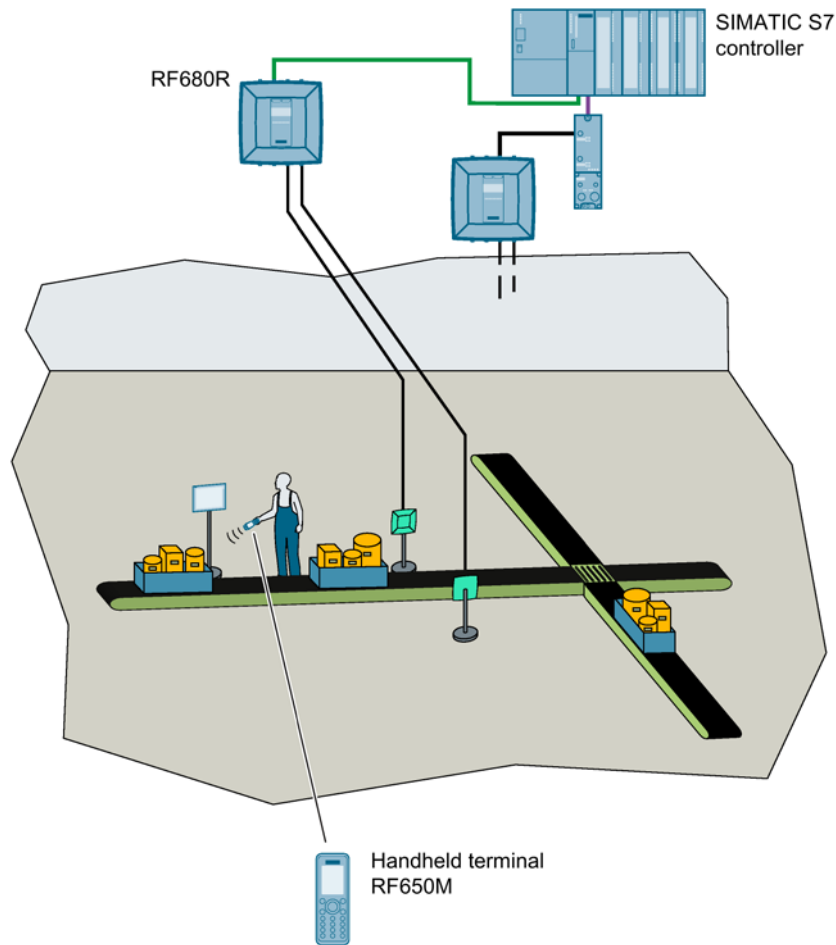 SIMATIC S7
controller
RF680R
Handheld terminal
RF650M